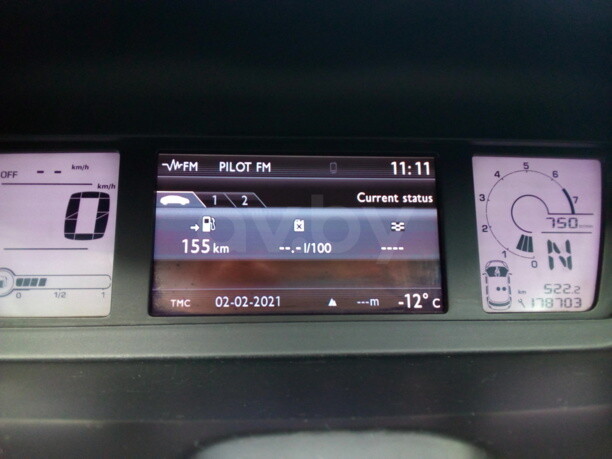 OFF -- km/h
km/h
0
0 1/2 1
FM PILOT FM 11:11
1 2 Current status
155 km --.- l/100 ----
TMC 02-02-2021 ---m -12° C
av.by
0 1 2 3 4 5 6 7
750
N
km 522.2
178703